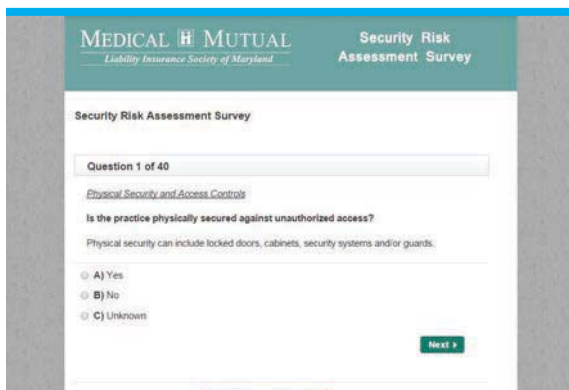 MEDICAL MUTUAL
Liability Insurance Society of Maryland
Security Risk
Assessment Survey
Security Risk Assessment Survey
Question 1 of 40
Physical Security and Access Controls
Is the practice physically secured against unauthorized access?
Physical security can include locked doors, cabinets, security systems and/or guards.
A) Yes
B) No
C) Unknown
Next